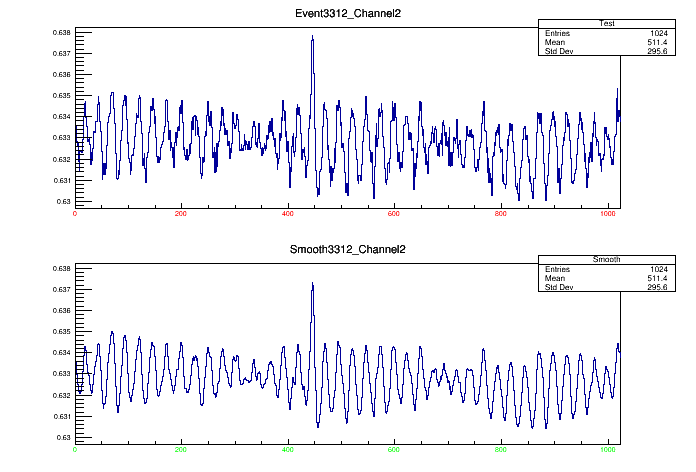 Event3312_Channel2
Test
Entries 1024
Mean 511.4
Std Dev 295.6
0.638
0.637
0.636
0.635
0.634
0.633
0.632
0.631
0.63
0 200 400 600 800 1000
Smooth3312_Channel2
Smooth
Entries 1024
Mean 511.4
Std Dev 295.6
0.638
0.637
0.636
0.635
0.634
0.633
0.632
0.631
0.63
0 200 400 600 800 1000